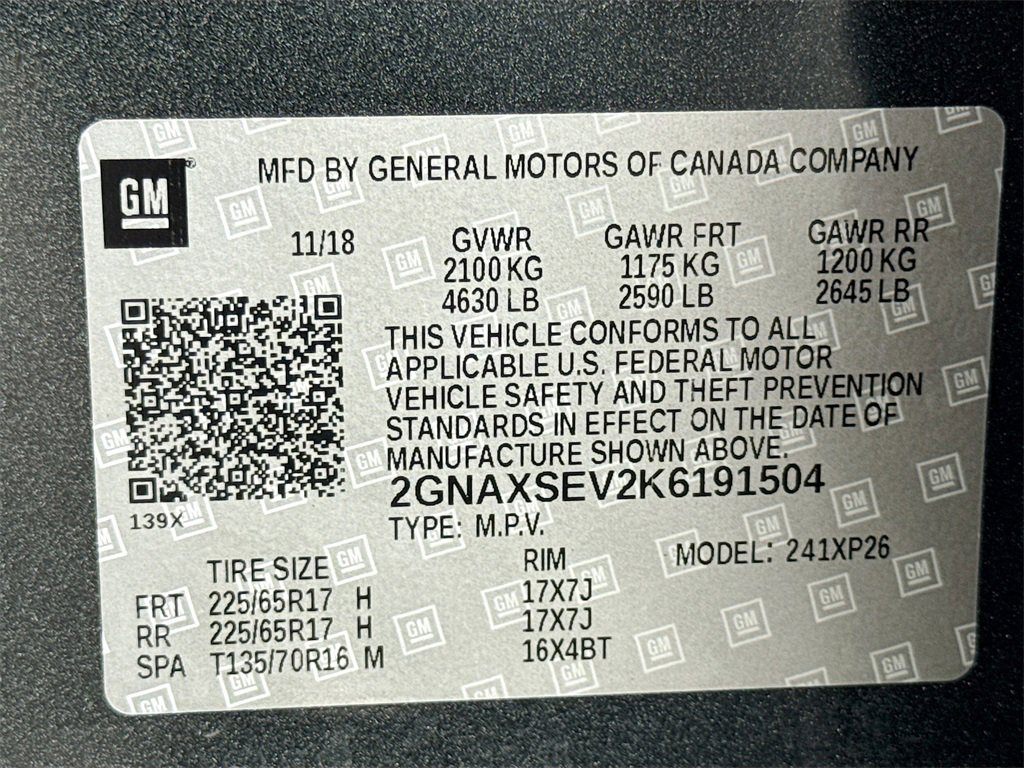 GM
MFD BY GENERAL MOTORS OF CANADA COMPANY
11/18 GVWR GAWR FRT GAWR RR
2100 KG 1175 KG 1200 KG
4630 LB 2590 LB 2645 LB
THIS VEHICLE CONFORMS TO ALL
APPLICABLE U.S. FEDERAL MOTOR
VEHICLE SAFETY AND THEFT PREVENTION
STANDARDS IN EFFECT ON THE DATE OF
MANUFACTURE SHOWN ABOVE.
2GNAXSEV2K6191504
139X
TYPE: M.P.V.
MODEL: 241XP26
TIRE SIZE RIM
FRT 225/65R17 H 17X7J
RR 225/65R17 H 17X7J
SPA T135/70R16 M 16X4BT